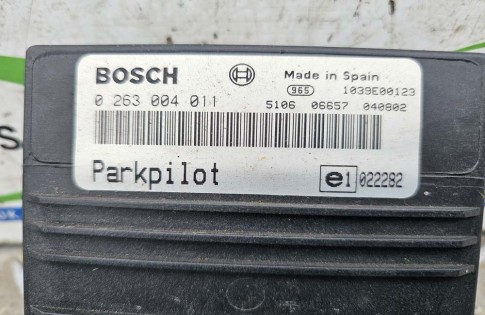 BOSCH Made in Spain
965 1039E00123
0 263 004 011 5106 06657 040802
Parkpilot e1 022282